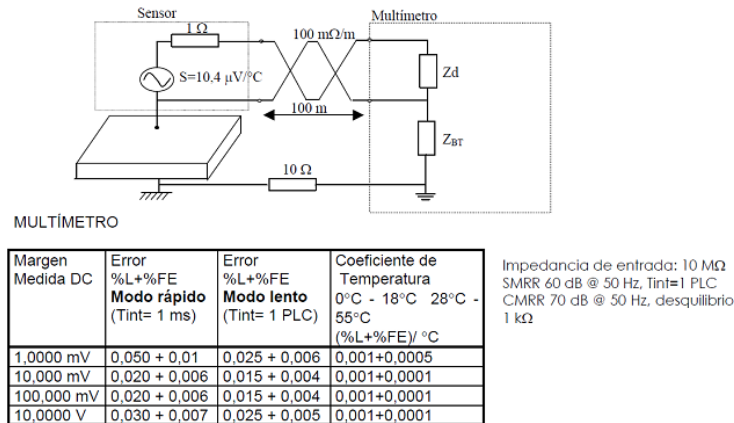 Sensor
Multímetro
1 Ω
100 mΩ/m
S=10,4 µV/°C
Zd
100 m
Z_BT
10 Ω
MULTÍMETRO
Margen Medida DC
Error %L+%FE Modo rápido (Tint= 1 ms)
Error %L+%FE Modo lento (Tint= 1 PLC)
Coeficiente de Temperatura 0°C - 18°C 28°C - 55°C (%L+%FE)/ °C
1,0000 mV 0,050 + 0,01 0,025 + 0,006 0,001+0,0005
10,000 mV 0,020 + 0,006 0,015 + 0,004 0,001+0,0001
100,000 mV 0,020 + 0,006 0,015 + 0,004 0,001+0,0001
10,0000 V 0,030 + 0,007 0,025 + 0,005 0,001+0,0001
Impedancia de entrada: 10 MΩ
SMRR 60 dB @ 50 Hz, Tint=1 PLC
CMRR 70 dB @ 50 Hz, desquilibrio
1 kΩ